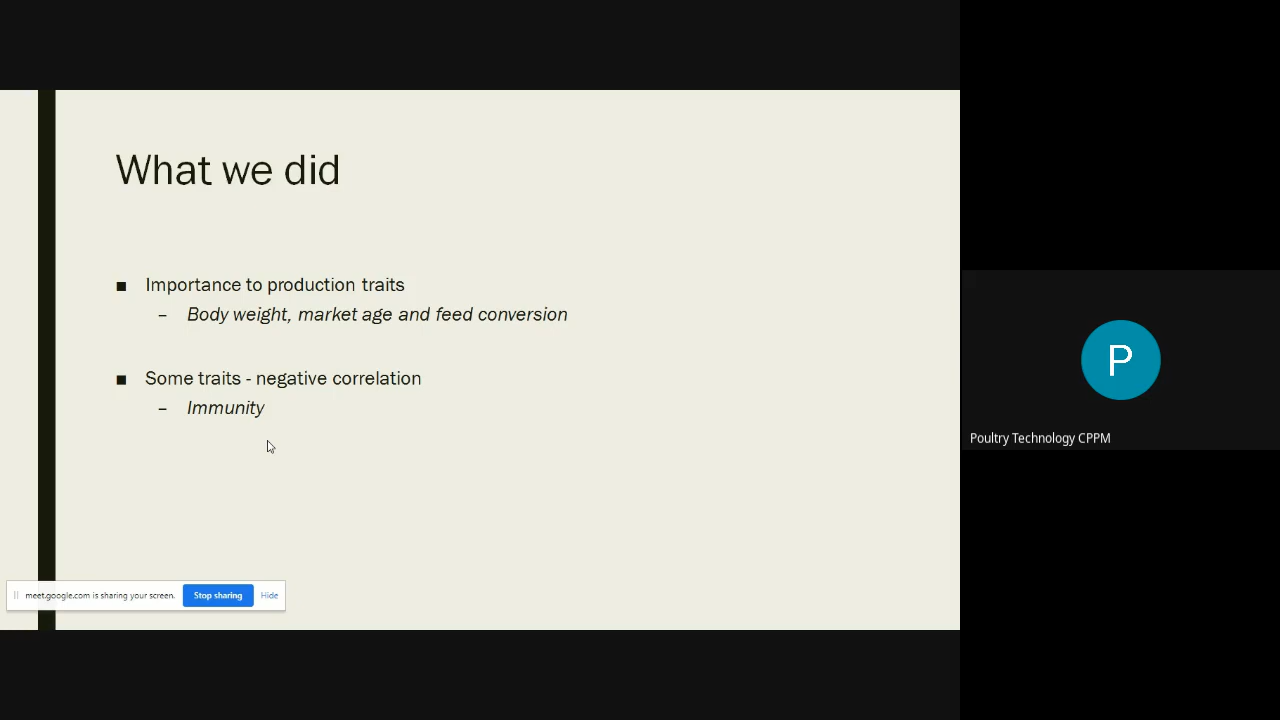 What we did
■ Importance to production traits
– Body weight, market age and feed conversion
■ Some traits - negative correlation
– Immunity
meet.google.com is sharing your screen. Stop sharing Hide
P
Poultry Technology CPPM